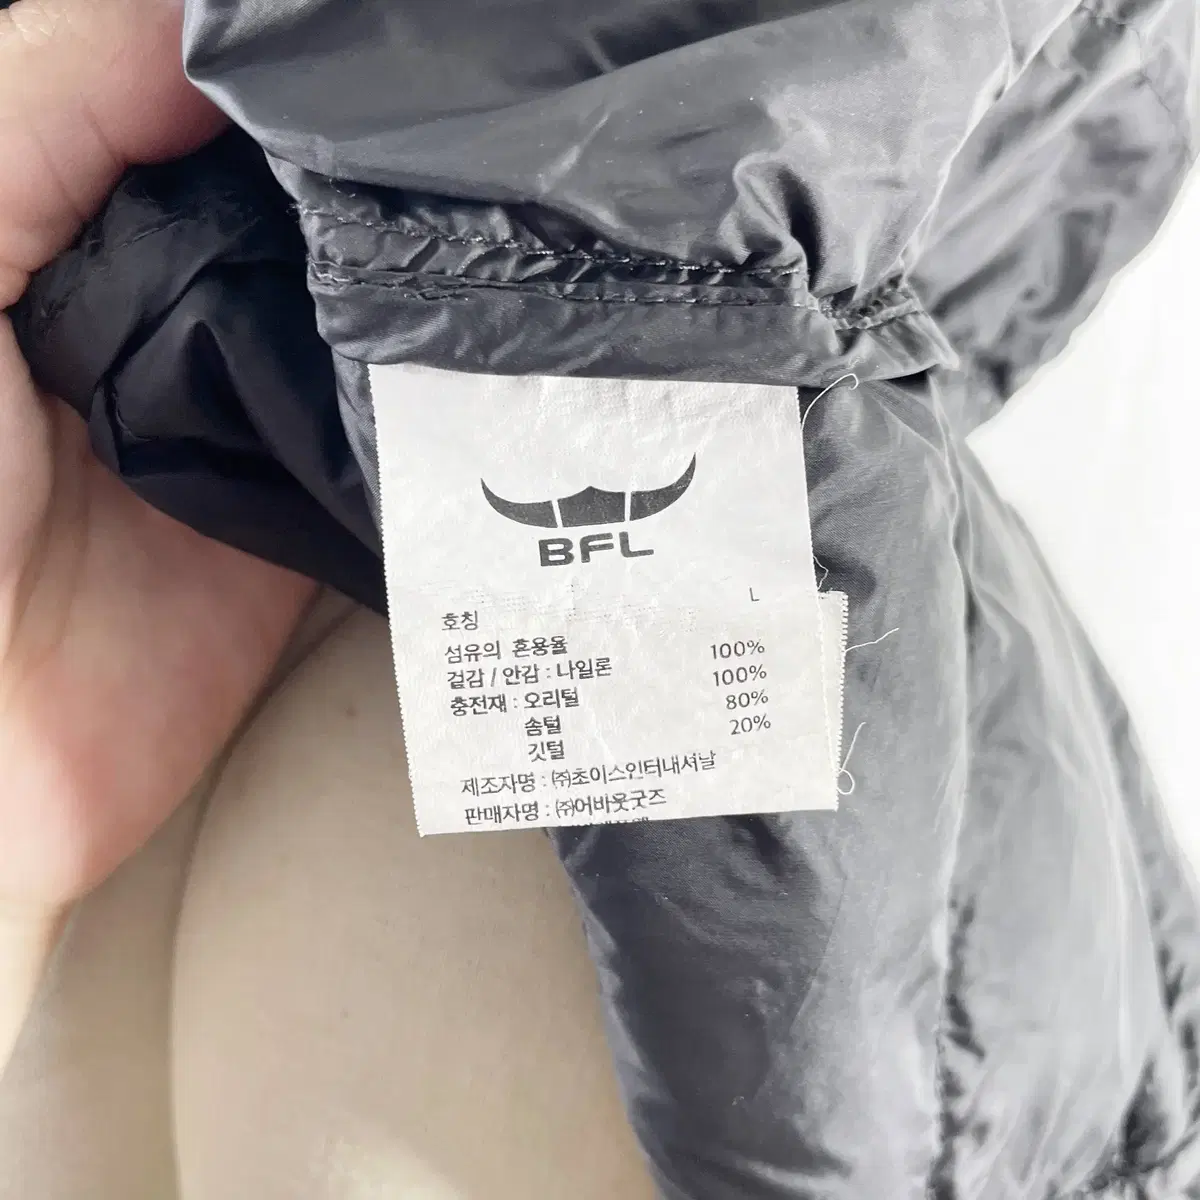 BFL
호칭 L
섬유의 혼용율
겉감 / 안감 : 나일론 100%
충전재 : 오리털 100%
솜털 80%
깃털 20%
제조자명 : ㈜초이스인터내셔날
판매자명 : ㈜어바웃굿즈